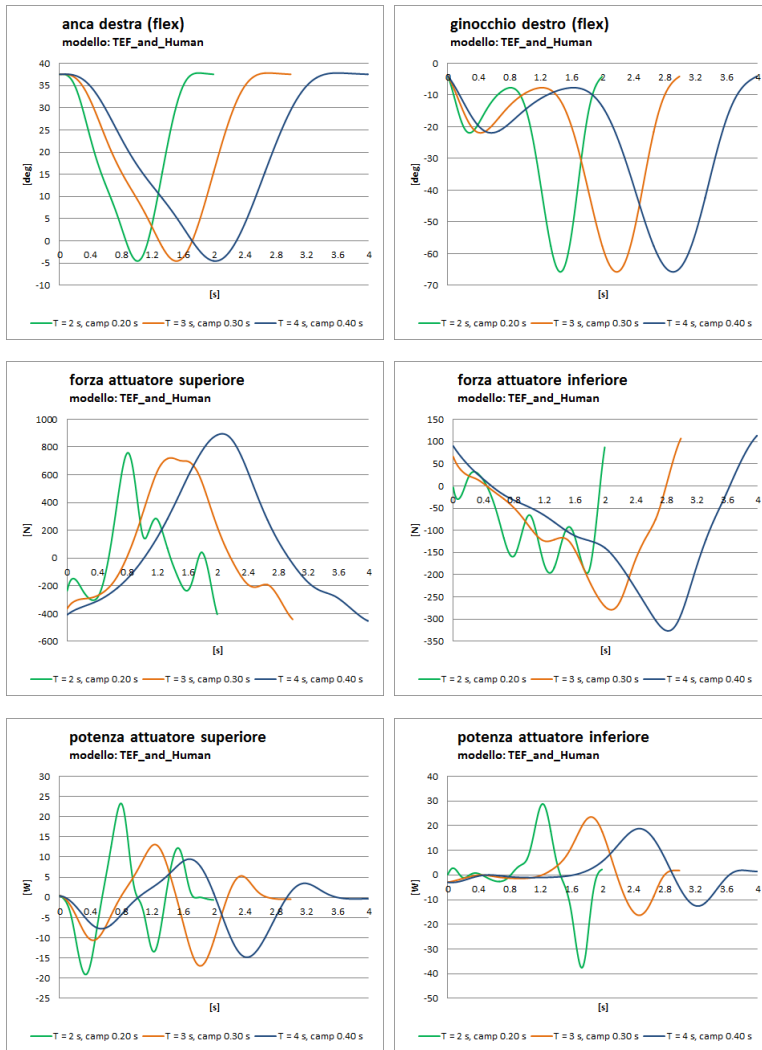 anca destra (flex)
modello: TEF_and_Human
40
35
30
25
20
15
10
5
0
-5
-10
[deg]
0 0.4 0.8 1.2 1.6 2 2.4 2.8 3.2 3.6 4
[s]
T = 2 s, camp 0.20 s T = 3 s, camp 0.30 s T = 4 s, camp 0.40 s
ginocchio destro (flex)
modello: TEF_and_Human
0
-10
-20
-30
-40
-50
-60
-70
[deg]
0 0.4 0.8 1.2 1.6 2 2.4 2.8 3.2 3.6 4
[s]
T = 2 s, camp 0.20 s T = 3 s, camp 0.30 s T = 4 s, camp 0.40 s
forza attuatore superiore
modello: TEF_and_Human
1000
800
600
400
200
0
-200
-400
-600
[N]
0 0.4 0.8 1.2 1.6 2 2.4 2.8 3.2 3.6 4
[s]
T = 2 s, camp 0.20 s T = 3 s, camp 0.30 s T = 4 s, camp 0.40 s
forza attuatore inferiore
modello: TEF_and_Human
150
100
50
0
-50
-100
-150
-200
-250
-300
-350
[N]
0 0.4 0.8 1.2 1.6 2 2.4 2.8 3.2 3.6 4
[s]
T = 2 s, camp 0.20 s T = 3 s, camp 0.30 s T = 4 s, camp 0.40 s
potenza attuatore superiore
modello: TEF_and_Human
30
25
20
15
10
5
0
-5
-10
-15
-20
-25
[W]
0 0.4 0.8 1.2 1.6 2 2.4 2.8 3.2 3.6 4
[s]
T = 2 s, camp 0.20 s T = 3 s, camp 0.30 s T = 4 s, camp 0.40 s
potenza attuatore inferiore
modello: TEF_and_Human
40
30
20
10
0
-10
-20
-30
-40
-50
[W]
0 0.4 0.8 1.2 1.6 2 2.4 2.8 3.2 3.6 4
[s]
T = 2 s, camp 0.20 s T = 3 s, camp 0.30 s T = 4 s, camp 0.40 s